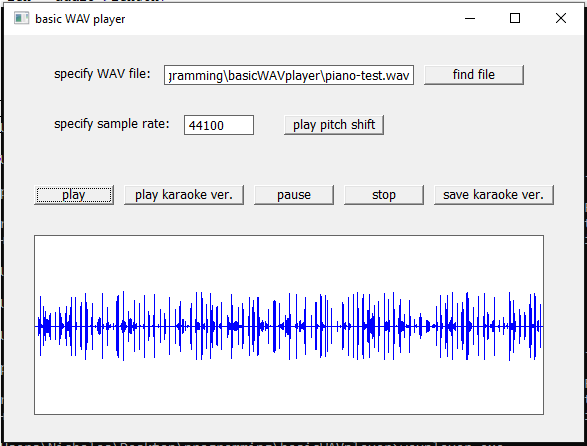 basic WAV player
specify WAV file: gramming\basicWAVplayer\piano-test.wav find file
specify sample rate: 44100 play pitch shift
play play karaoke ver. pause stop save karaoke ver.